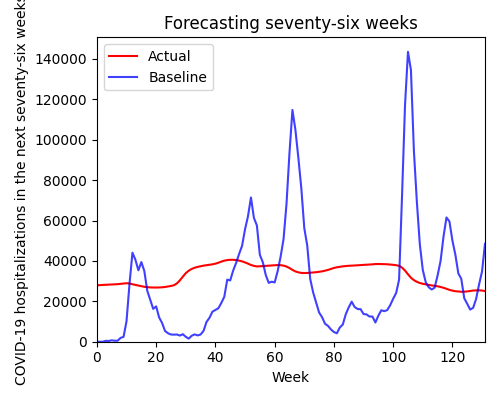 Forecasting seventy-six weeks
Actual
Baseline
COVID-19 hospitalizations in the next seventy-six weeks
140000
120000
100000
80000
60000
40000
20000
0
0 20 40 60 80 100 120
Week